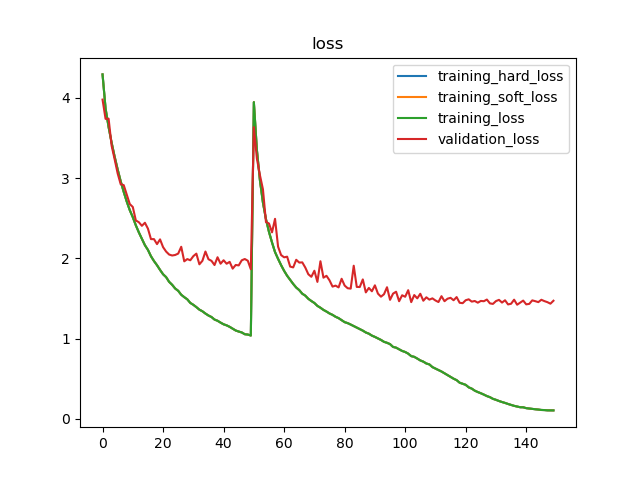 loss
training_hard_loss
training_soft_loss
training_loss
validation_loss
4
3
2
1
0
0 20 40 60 80 100 120 140